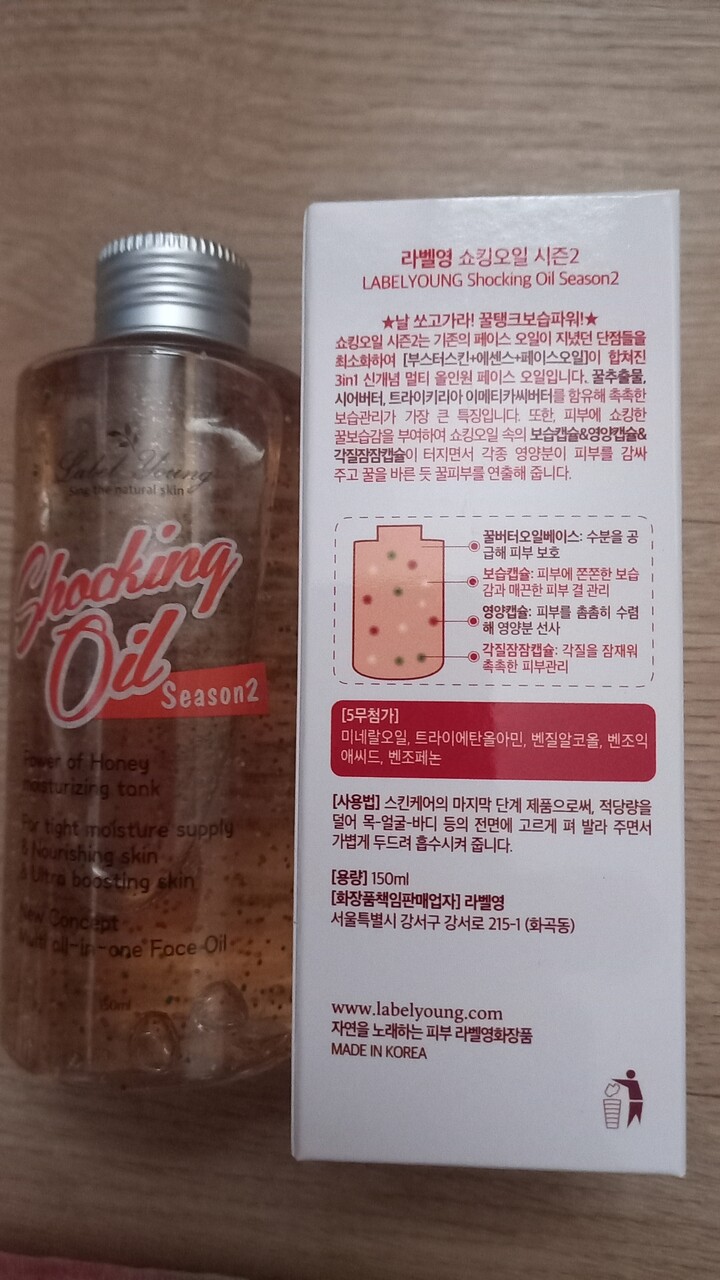 Label Young
Sing the natural skin
Shocking
Oil
Season2
Power of Honey
moisturizing tank
For tight moisture supply
& Nourishing skin
& Ultra boosting skin
New Concept
Multi all-in-one Face Oil
150ml
라벨영 쇼킹오일 시즌2
LABELYOUNG Shocking Oil Season2
★날 쏘고가라! 꿀탱크보습파워!★
쇼킹오일 시즌2는 기존의 페이스 오일이 지녔던 단점들을
최소화하여 [부스터스킨+에센스+페이스오일]이 합쳐진
3in1 신개념 멀티 올인원 페이스 오일입니다. 꿀추출물,
시어버터, 트라이키리아 이메티카씨버터를 함유해 촉촉한
보습관리가 가장 큰 특징입니다. 또한, 피부에 쇼킹한
꿀보습감을 부여하여 쇼킹오일 속의 보습캡슐&영양캡슐&
각질잠잠캡슐이 터지면서 각종 영양분이 피부를 감싸
주고 꿀을 바른 듯 꿀피부를 연출해 줍니다.
꿀버터오일베이스: 수분을 공
급해 피부 보호
보습캡슐: 피부에 쫀쫀한 보습
감과 매끈한 피부 결 관리
영양캡슐: 피부를 촘촘히 수렴
해 영양분 선사
각질잠잠캡슐: 각질을 잠재워
촉촉한 피부관리
[5무첨가]
미네랄오일, 트라이에탄올아민, 벤질알코올, 벤조익
애씨드, 벤조페논
[사용법] 스킨케어의 마지막 단계 제품으로써, 적당량을
덜어 목-얼굴-바디 등의 전면에 고르게 펴 발라 주면서
가볍게 두드려 흡수시켜 줍니다.
[용량] 150ml
[화장품책임판매업자] 라벨영
서울특별시 강서구 강서로 215-1 (화곡동)
www.labelyoung.com
자연을 노래하는 피부 라벨영화장품
MADE IN KOREA